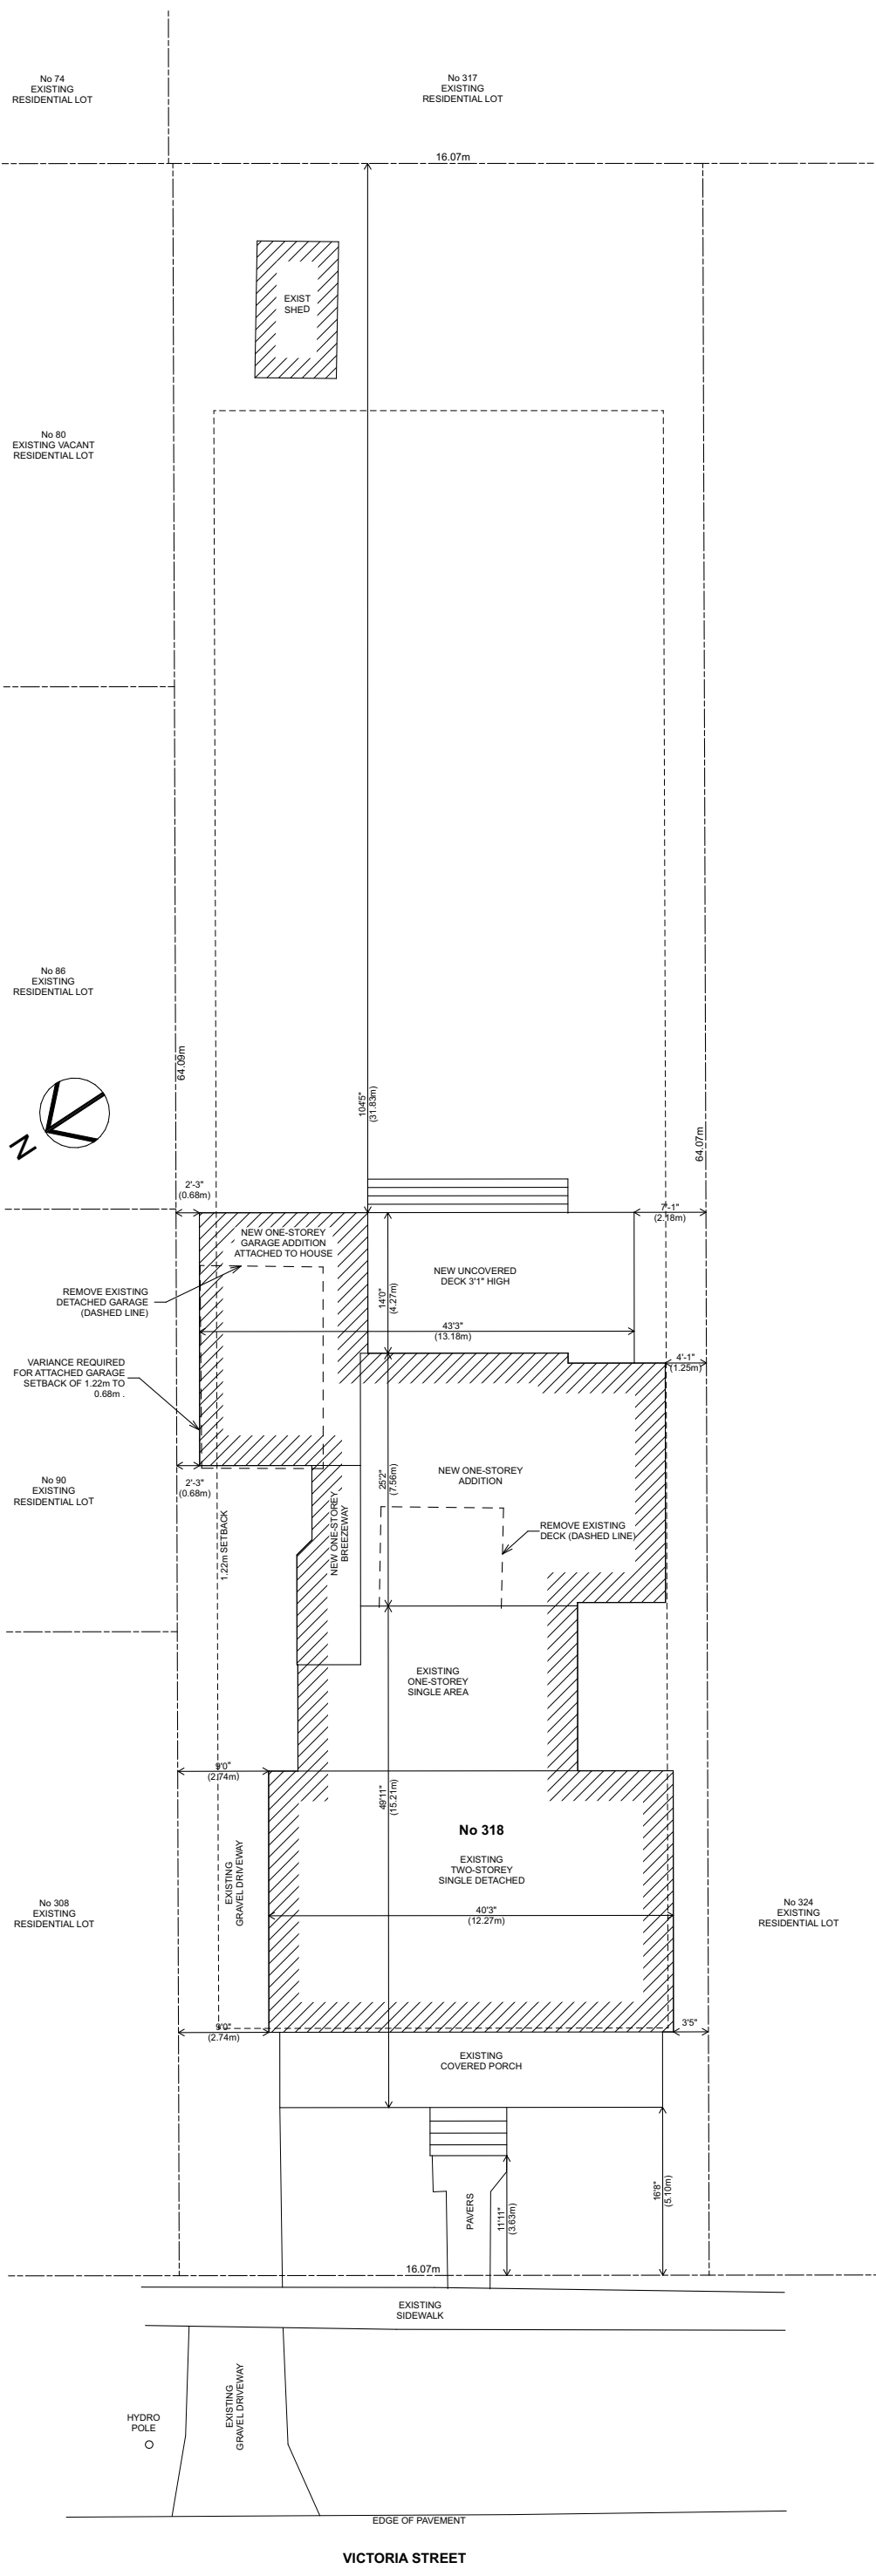 No 74
EXISTING
RESIDENTIAL LOT
No 317
EXISTING
RESIDENTIAL LOT
16.07m
EXIST
SHED
No 80
EXISTING VACANT
RESIDENTIAL LOT
No 86
EXISTING
RESIDENTIAL LOT
64.09m
N
104'5"
(31.83m)
64.07m
2'-3"
(0.68m)
7'-1"
(2.18m)
NEW ONE-STOREY
GARAGE ADDITION
ATTACHED TO HOUSE
NEW UNCOVERED
DECK 3'1" HIGH
REMOVE EXISTING
DETACHED GARAGE
(DASHED LINE)
14'0"
(4.27m)
43'3"
(13.18m)
VARIANCE REQUIRED
FOR ATTACHED GARAGE
SETBACK OF 1.22m TO
0.68m .
4'-1"
(1.25m)
No 90
EXISTING
RESIDENTIAL LOT
2'-3"
(0.68m)
25'2"
(7.56m)
NEW ONE-STOREY
ADDITION
1.22m SETBACK
NEW ONE-STOREY
BREEZEWAY
REMOVE EXISTING
DECK (DASHED LINE)
EXISTING
ONE-STOREY
SINGLE AREA
9'0"
(2.74m)
49'11"
(15.21m)
No 318
EXISTING
TWO-STOREY
SINGLE DETACHED
EXISTING
GRAVEL DRIVEWAY
No 308
EXISTING
RESIDENTIAL LOT
40'3"
(12.27m)
No 324
EXISTING
RESIDENTIAL LOT
9'0"
(2.74m)
3'5"
EXISTING
COVERED PORCH
PAVERS
11'11"
(3.63m)
16'8"
(5.10m)
16.07m
EXISTING
SIDEWALK
EXISTING
GRAVEL DRIVEWAY
HYDRO
POLE
EDGE OF PAVEMENT
VICTORIA STREET